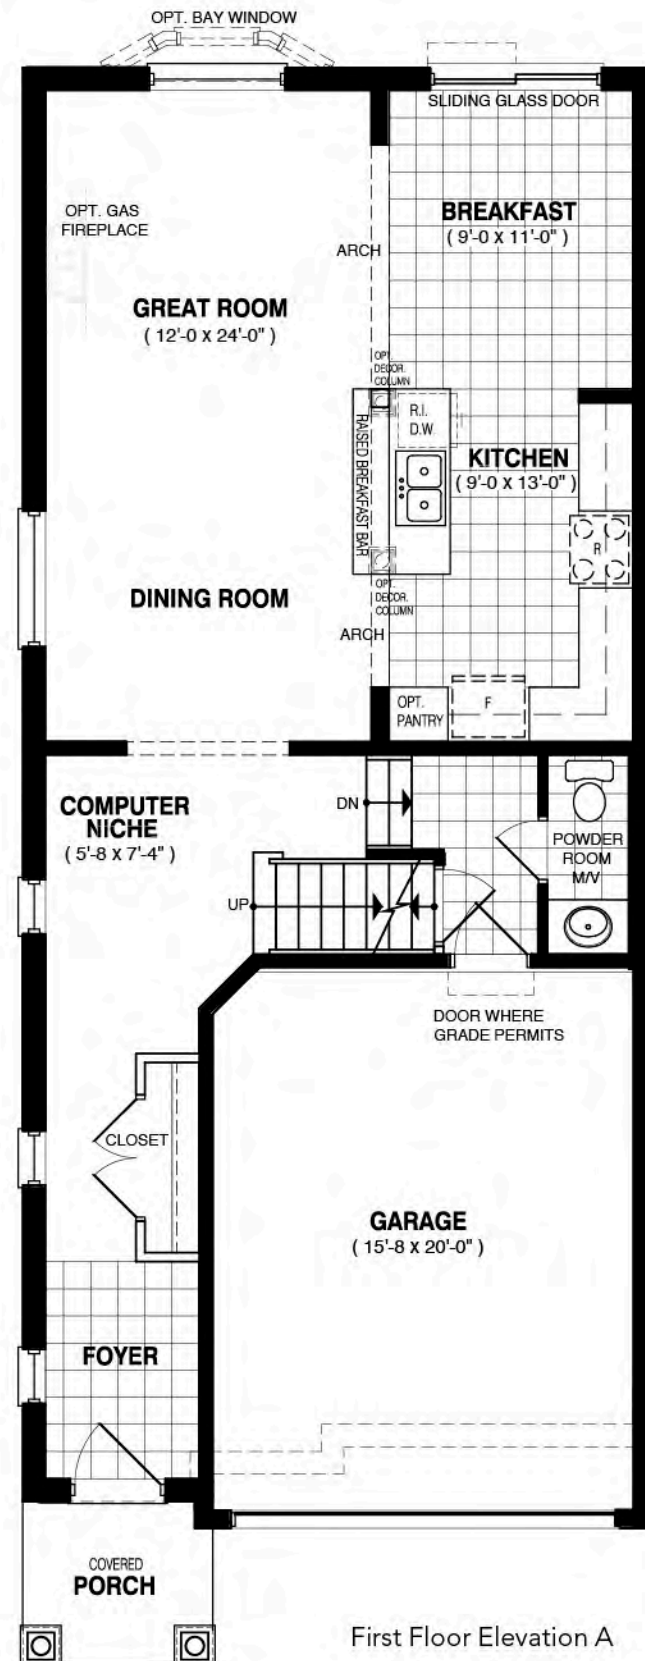 OPT. BAY WINDOW
SLIDING GLASS DOOR
OPT. GAS
FIREPLACE
BREAKFAST
( 9'-0 X 11'-0" )
ARCH
GREAT ROOM
( 12'-0 X 24'-0" )
OPT.
DECOR.
COLUMN
R.I.
D.W.
RAISED BREAKFAST BAR
KITCHEN
( 9'-0 X 13'-0" )
R
DINING ROOM
OPT.
DECOR.
COLUMN
ARCH
OPT.
PANTRY
F
COMPUTER
NICHE
( 5'-8 X 7'-4" )
DN
POWDER
ROOM
M/V
UP
DOOR WHERE
GRADE PERMITS
CLOSET
GARAGE
( 15'-8 X 20'-0" )
FOYER
COVERED
PORCH
First Floor Elevation A